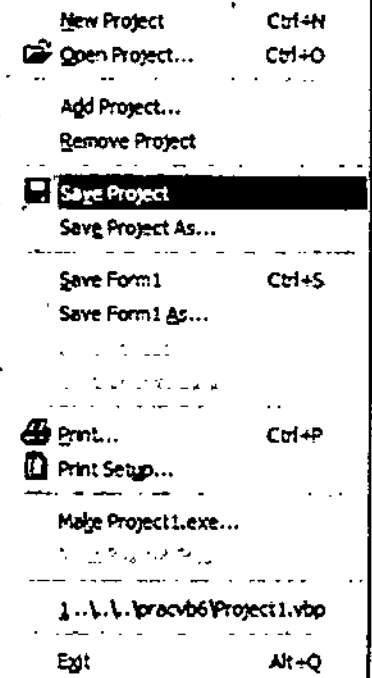 New Project Ctrl+N
Open Project... Ctrl+O
Add Project...
Remove Project
Save Project
Save Project As...
Save Form1 Ctrl+S
Save Form1 As...
Print... Ctrl+P
Print Setup...
Make Project1.exe...
1 ..\..\..\pracvb6\Project1.vbp
Exit Alt+Q